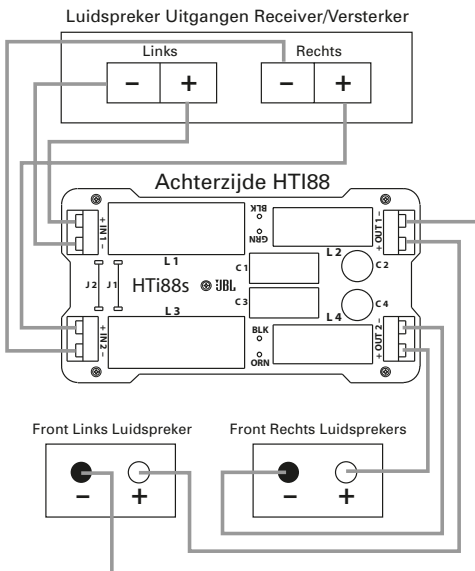 Luidspreker Uitgangen Receiver/Versterker
Links
Rechts
– +
– +
Achterzijde HTI88
+ IN 1 –
L 1
BLK
GRN
L 2
+ OUT 1 –
C 1
C 2
J 2
J 1
HTi88s
JBL
C 3
C 4
L 3
L 4
+ IN 2 –
BLK
ORN
+ OUT 2 –
Front Links Luidspreker
Front Rechts Luidsprekers
– +
– +